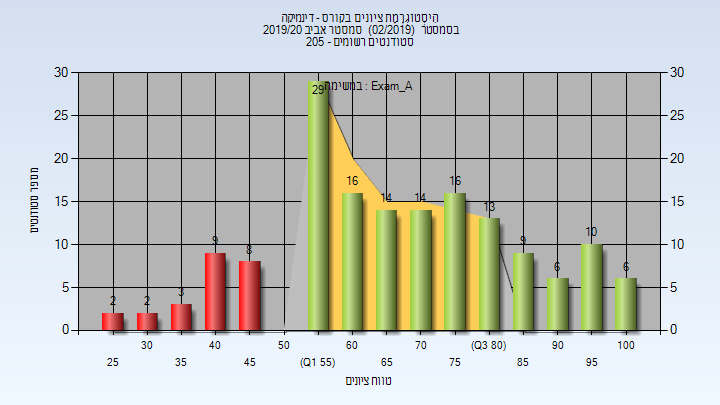 היסטוגרמת ציונים בקורס - דינמיקה
בסמסטר (02/2019) סמסטר אביב 2019/20
סטודנטים רשומים - 205
במשימה : Exam_A
מספר סטודנטים
30 30
25 25
20 20
15 15
10 10
5 5
0 0
2 2 3 9 8 29 16 14 14 16 13 9 6 10 6
30 40 50 60 70 (Q3 80) 90 100
25 35 45 (Q1 55) 65 75 85 95
טווח ציונים